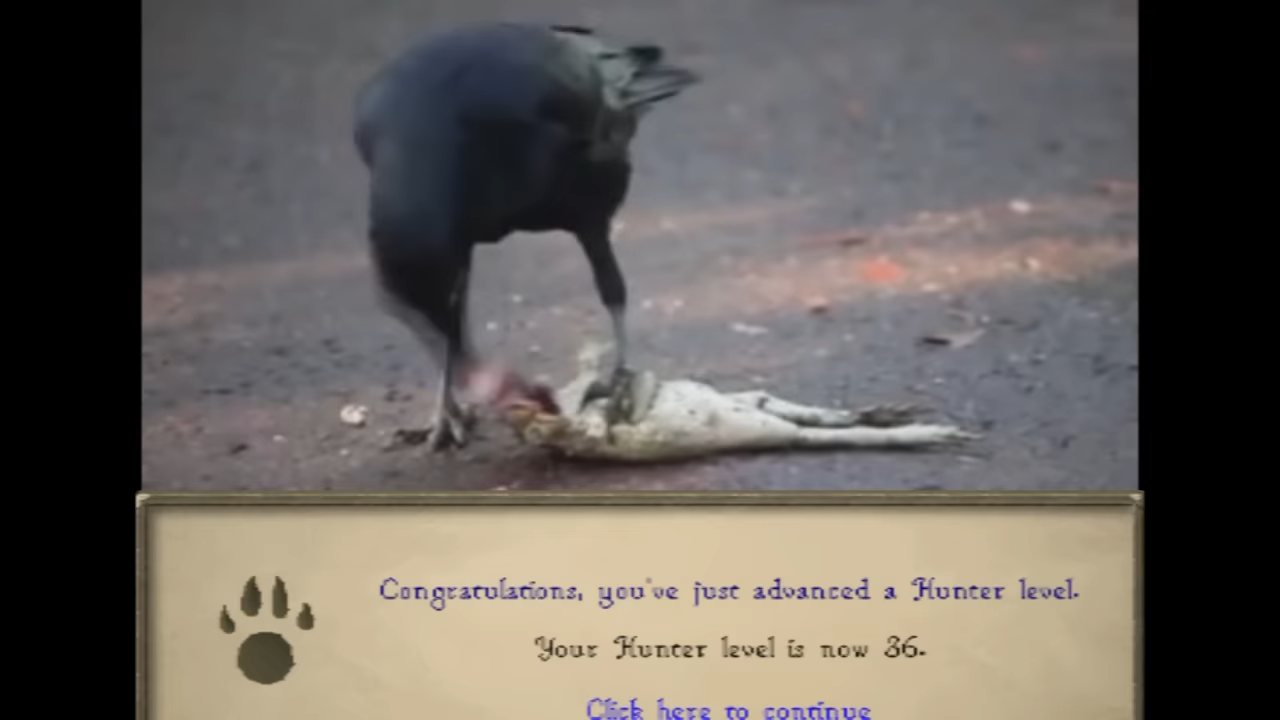 Congratulations, you've just advanced a Hunter level.
Your Hunter level is now 36.
Click here to continue